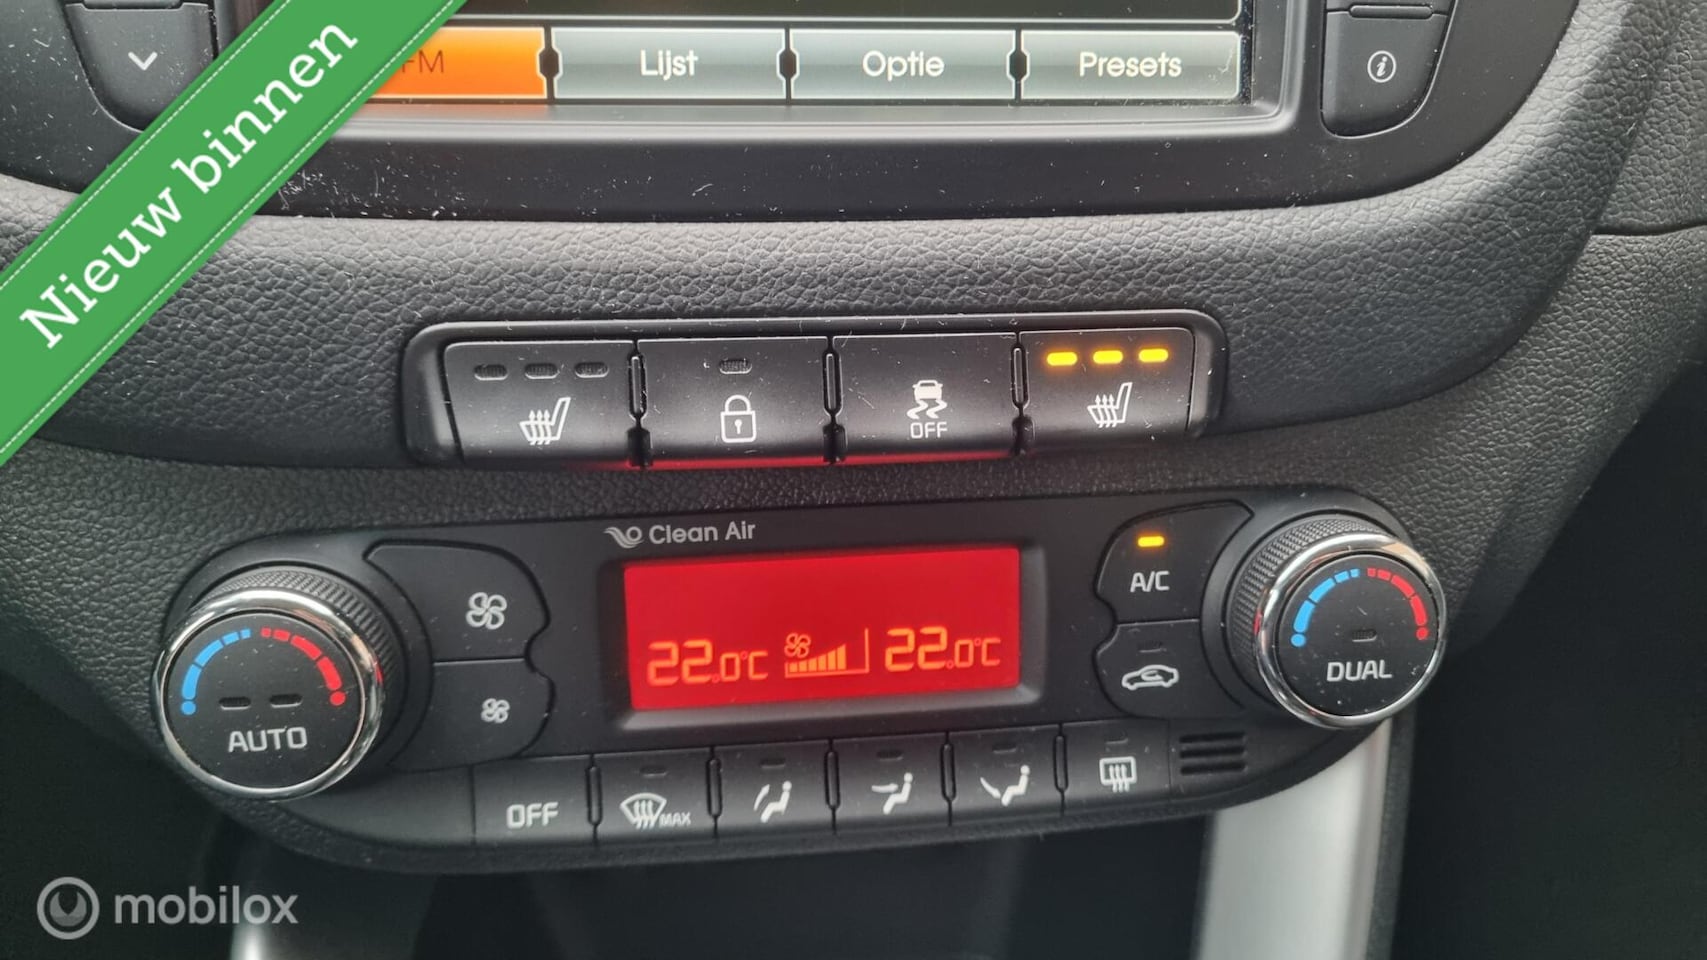 Nieuw binnen
FM
Lijst
Optie
Presets
i
OFF
Clean Air
A/C
22.0°C
22.0°C
AUTO
DUAL
OFF
MAX
mobilox